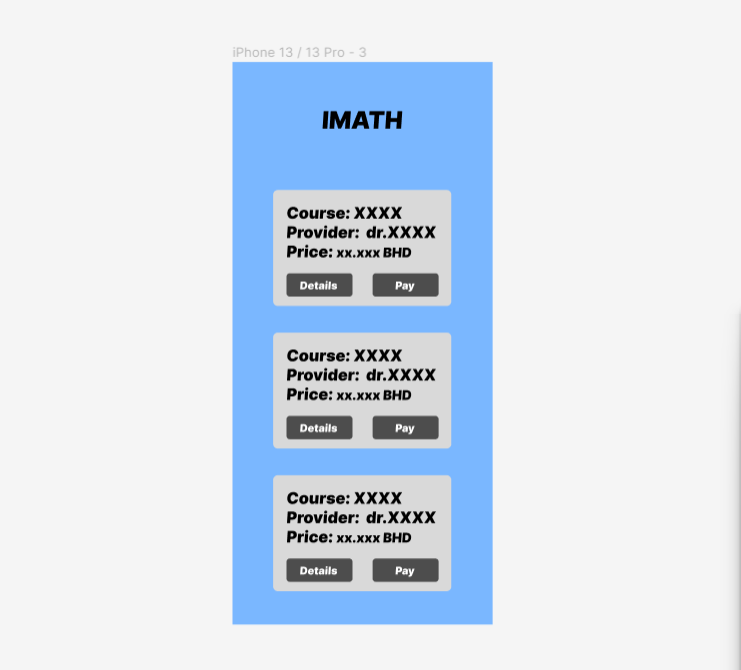 iPhone 13 / 13 Pro - 3
IMATH
Course: XXXX
Provider: dr.XXXX
Price: xx.xxx BHD
Details Pay
Course: XXXX
Provider: dr.XXXX
Price: xx.xxx BHD
Details Pay
Course: XXXX
Provider: dr.XXXX
Price: xx.xxx BHD
Details Pay